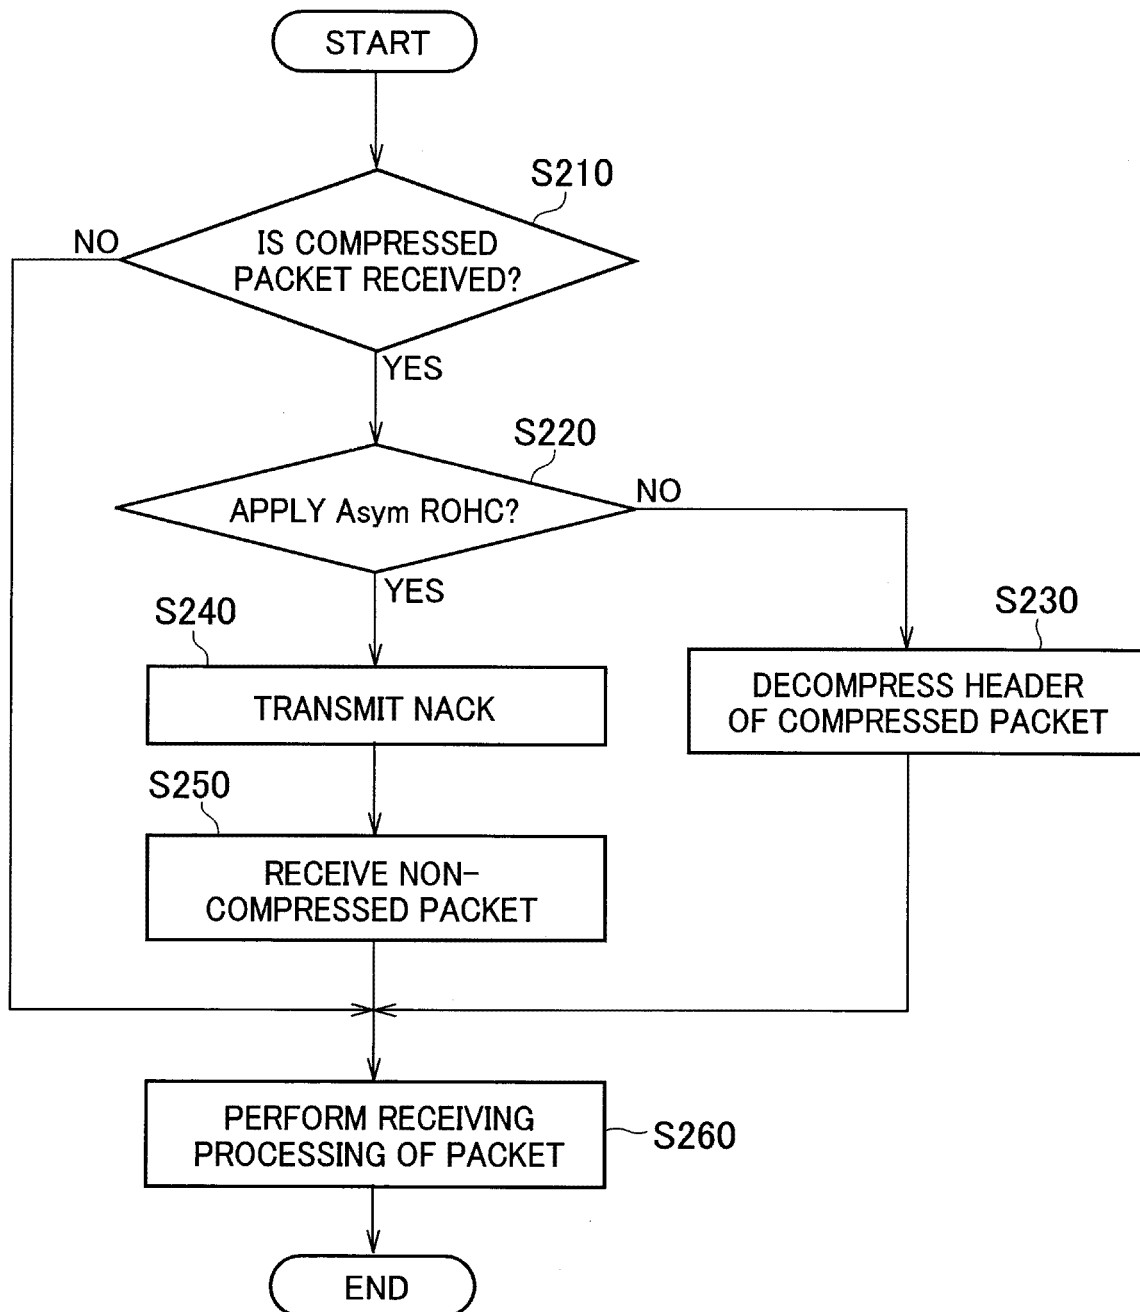 START
S210
NO
IS COMPRESSED
PACKET RECEIVED?
YES
S220
APPLY Asym ROHC?
NO
YES
S240
TRANSMIT NACK
S230
DECOMPRESS HEADER
OF COMPRESSED PACKET
S250
RECEIVE NON-
COMPRESSED PACKET
PERFORM RECEIVING
PROCESSING OF PACKET
S260
END